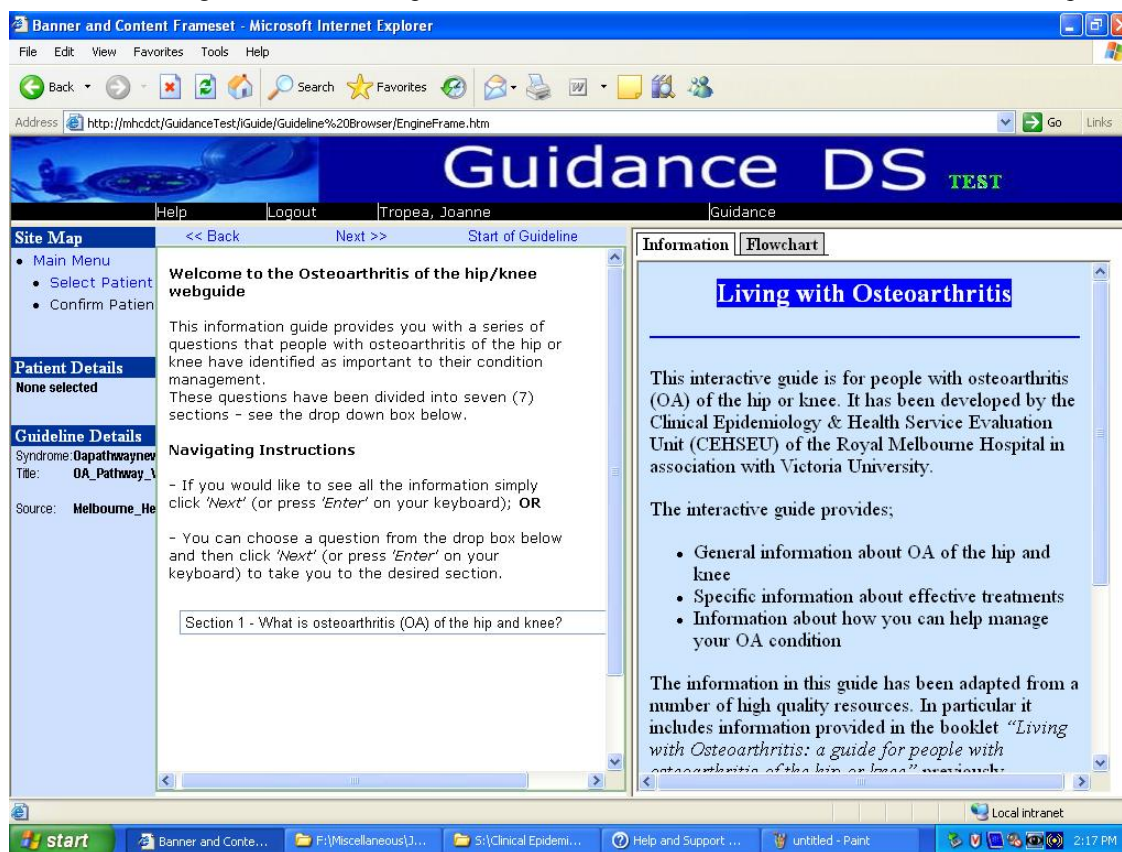 Banner and Content Frameset - Microsoft Internet Explorer
File Edit View Favorites Tools Help
Back Search Favorites
Address http://mhcdct/GuidanceTest/iGuide/Guideline%20Browser/EngineFrame.htm Go Links
Guidance DS TEST
Help Logout Tropea, Joanne Guidance
Site Map
Main Menu
Select Patient
Confirm Patien
Patient Details
None selected
Guideline Details
Syndrome: Oapathwaynew
Title: OA_Pathway_V
Source: Melbourne_He
<< Back Next >> Start of Guideline
Welcome to the Osteoarthritis of the hip/knee
webguide
This information guide provides you with a series of
questions that people with osteoarthritis of the hip or
knee have identified as important to their condition
management.
These questions have been divided into seven (7)
sections - see the drop down box below.
Navigating Instructions
- If you would like to see all the information simply
click 'Next' (or press 'Enter' on your keyboard); OR
- You can choose a question from the drop box below
and then click 'Next' (or press 'Enter' on your
keyboard) to take you to the desired section.
Section 1 - What is osteoarthritis (OA) of the hip and knee?
Information Flowchart
Living with Osteoarthritis
This interactive guide is for people with osteoarthritis
(OA) of the hip or knee. It has been developed by the
Clinical Epidemiology & Health Service Evaluation
Unit (CEHSEU) of the Royal Melbourne Hospital in
association with Victoria University.
The interactive guide provides;
General information about OA of the hip and
knee
Specific information about effective treatments
Information about how you can help manage
your OA condition
The information in this guide has been adapted from a
number of high quality resources. In particular it
includes information provided in the booklet "Living
with Osteoarthritis: a guide for people with
osteoarthritis of the hip or knee" previously
Local intranet
start Banner and Conte... F:\Miscellaneous\J... S:\Clinical Epidemi... Help and Support ... untitled - Paint 2:17 PM